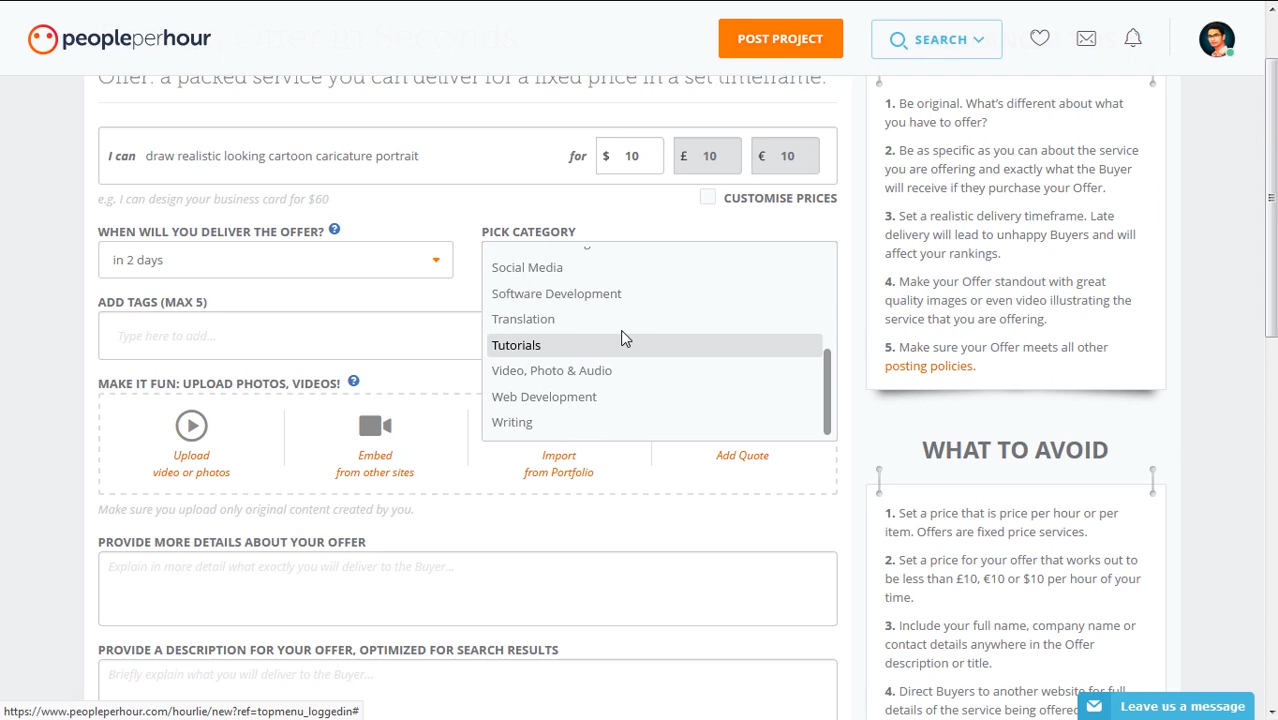 peopleperhour
POST PROJECT
SEARCH
Offer: a packed service you can deliver for a fixed price in a set timeframe.
I can draw realistic looking cartoon caricature portrait for $ 10 £ 10 € 10
e.g. I can design your business card for $60
CUSTOMISE PRICES
WHEN WILL YOU DELIVER THE OFFER?
in 2 days
PICK CATEGORY
Social Media
Software Development
Translation
Tutorials
Video, Photo & Audio
Web Development
Writing
ADD TAGS (MAX 5)
Type here to add...
MAKE IT FUN: UPLOAD PHOTOS, VIDEOS!
Upload
video or photos
Embed
from other sites
Import
from Portfolio
Add Quote
Make sure you upload only original content created by you.
PROVIDE MORE DETAILS ABOUT YOUR OFFER
Explain in more detail what exactly you will deliver to the Buyer...
PROVIDE A DESCRIPTION FOR YOUR OFFER, OPTIMIZED FOR SEARCH RESULTS
Briefly explain what you will deliver to the Buyer...
1. Be original. What's different about what
you have to offer?
2. Be as specific as you can about the service
you are offering and exactly what the Buyer
will receive if they purchase your Offer.
3. Set a realistic delivery timeframe. Late
delivery will lead to unhappy Buyers and will
affect your rankings.
4. Make your Offer standout with great
quality images or even video illustrating the
service that you are offering.
5. Make sure your Offer meets all other
posting policies.
WHAT TO AVOID
1. Set a price that is price per hour or per
item. Offers are fixed price services.
2. Set a price for your offer that works out to
be less than £10, €10 or $10 per hour of your
time.
3. Include your full name, company name or
contact details anywhere in the Offer
description or title.
4. Direct Buyers to another website for full
details of the service being offered
Leave us a message
https://www.peopleperhour.com/hourlie/new?ref=topmenu_loggedin#